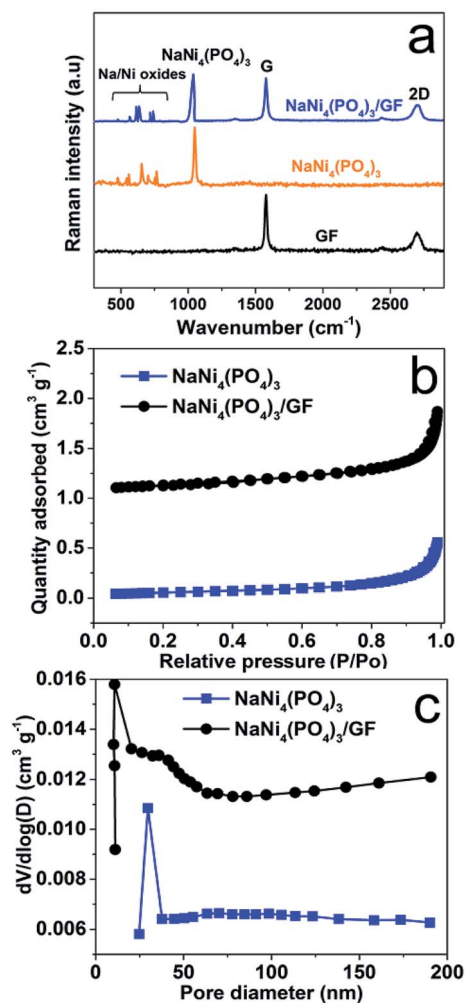 a
NaNi₄(PO₄)₃
G
Na/Ni oxides
2D
NaNi₄(PO₄)₃/GF
NaNi₄(PO₄)₃
GF
Raman intensity (a.u)
500 1000 1500 2000 2500
Wavenumber (cm⁻¹)
b
2.5
2.0
1.5
1.0
0.5
0.0
NaNi₄(PO₄)₃
NaNi₄(PO₄)₃/GF
Quantity adsorbed (cm³ g⁻¹)
0.0 0.2 0.4 0.6 0.8 1.0
Relative pressure (P/Po)
c
0.016
0.014
0.012
0.010
0.008
0.006
NaNi₄(PO₄)₃
NaNi₄(PO₄)₃/GF
dV/dlog(D) (cm³ g⁻¹)
0 50 100 150 200
Pore diameter (nm)